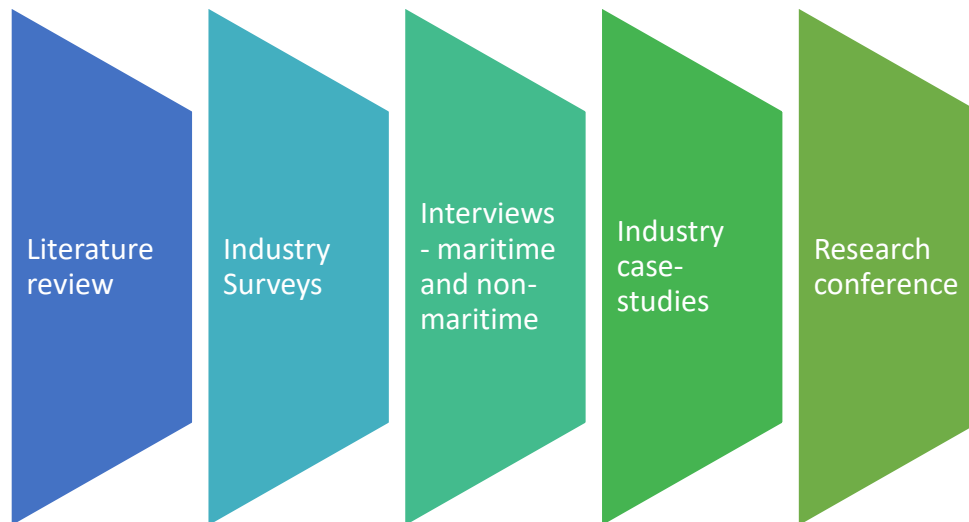 Literature
review
Industry
Surveys
Interviews
- maritime
and non-
maritime
Industry
case-
studies
Research
conference